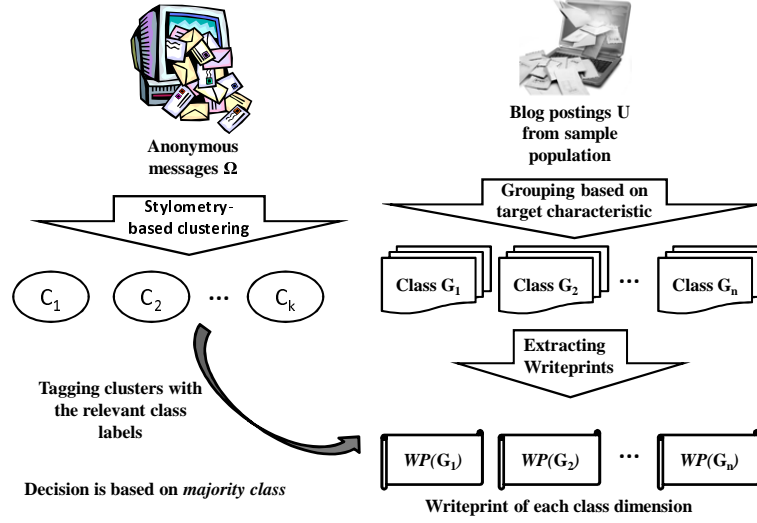 Anonymous
messages Ω
Stylometry-
based clustering
C1
C2
...
Ck
Tagging clusters with
the relevant class
labels
Decision is based on majority class
Blog postings U
from sample
population
Grouping based on
target characteristic
Class G1
Class G2
...
Class Gn
Extracting
Writeprints
WP(G1)
WP(G2)
...
WP(Gn)
Writeprint of each class dimension